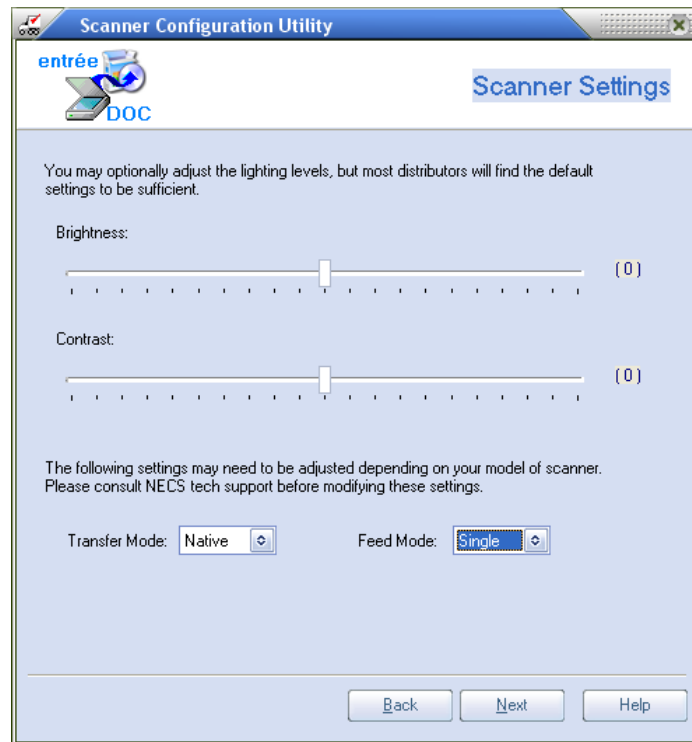 Scanner Configuration Utility
entrée
DOC
Scanner Settings
You may optionally adjust the lighting levels, but most distributors will find the default
settings to be sufficient.
Brightness:
( 0 )
Contrast:
( 0 )
The following settings may need to be adjusted depending on your model of scanner.
Please consult NECS tech support before modifying these settings.
Transfer Mode: Native Feed Mode: Single
Back Next Help